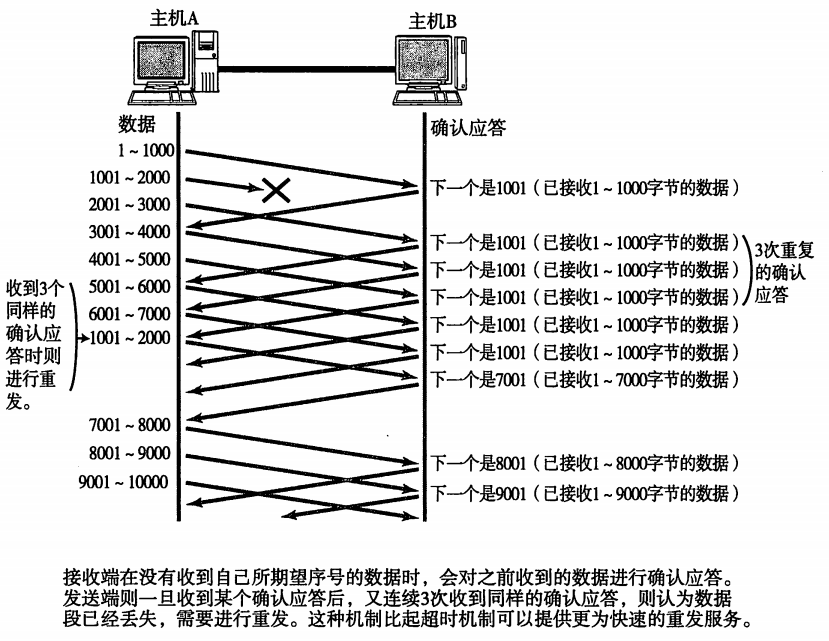 主机A
主机B
数据
确认应答
1～1000
1001～2000
2001～3000
3001～4000
4001～5000
5001～6000
6001～7000
1001～2000
收到3个
同样的
确认应
答时则
进行重
发。
7001～8000
8001～9000
9001～10000
下一个是1001（已接收1～1000字节的数据）
下一个是1001（已接收1～1000字节的数据）
下一个是1001（已接收1～1000字节的数据）
下一个是1001（已接收1～1000字节的数据）
下一个是1001（已接收1～1000字节的数据）
下一个是1001（已接收1～1000字节的数据）
下一个是7001（已接收1～7000字节的数据）
3次重复
的确认
应答
下一个是8001（已接收1～8000字节的数据）
下一个是9001（已接收1～9000字节的数据）
接收端在没有收到自己所期望序号的数据时，会对之前收到的数据进行确认应答。
发送端则一旦收到某个确认应答后，又连续3次收到同样的确认应答，则认为数据
段已经丢失，需要进行重发。这种机制比起超时机制可以提供更为快速的重发服务。